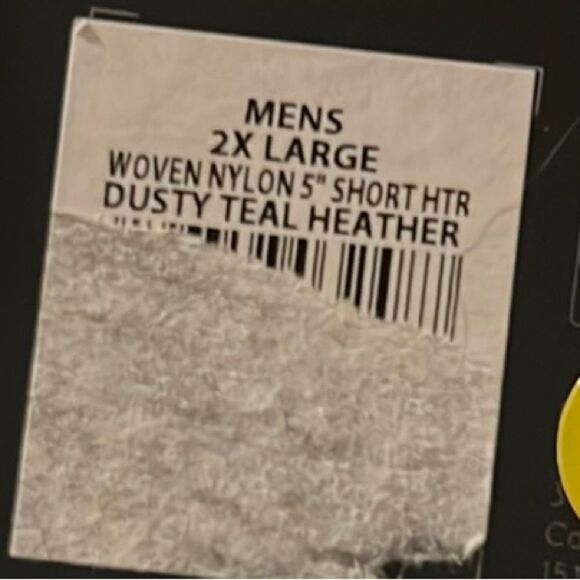 MENS
2X LARGE
WOVEN NYLON 5" SHORT HTR
DUSTY TEAL HEATHER